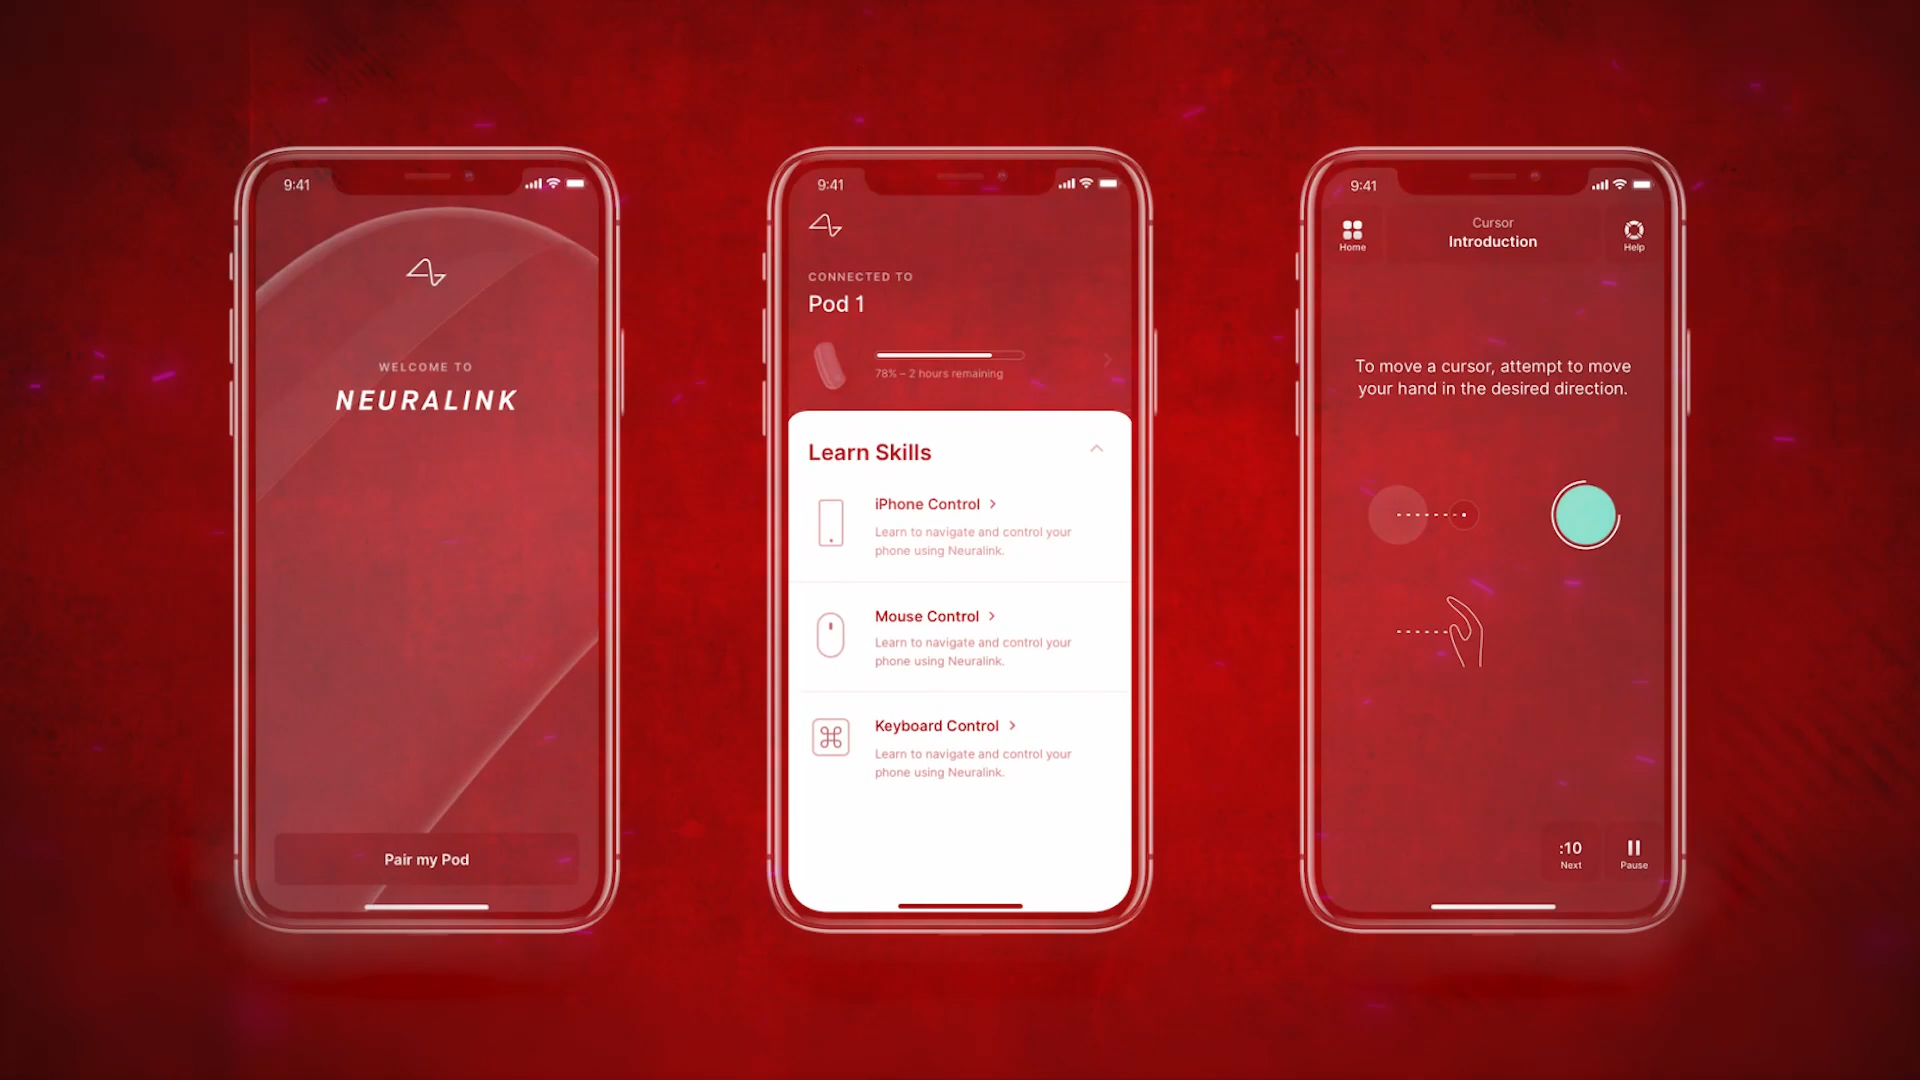 9:41
WELCOME TO
NEURALINK
Pair my Pod
9:41
CONNECTED TO
Pod 1
78% – 2 hours remaining
Learn Skills
iPhone Control
Learn to navigate and control your
phone using Neuralink.
Mouse Control
Learn to navigate and control your
phone using Neuralink.
Keyboard Control
Learn to navigate and control your
phone using Neuralink.
9:41
Home
Cursor
Introduction
Help
To move a cursor, attempt to move
your hand in the desired direction.
:10
Next
Pause